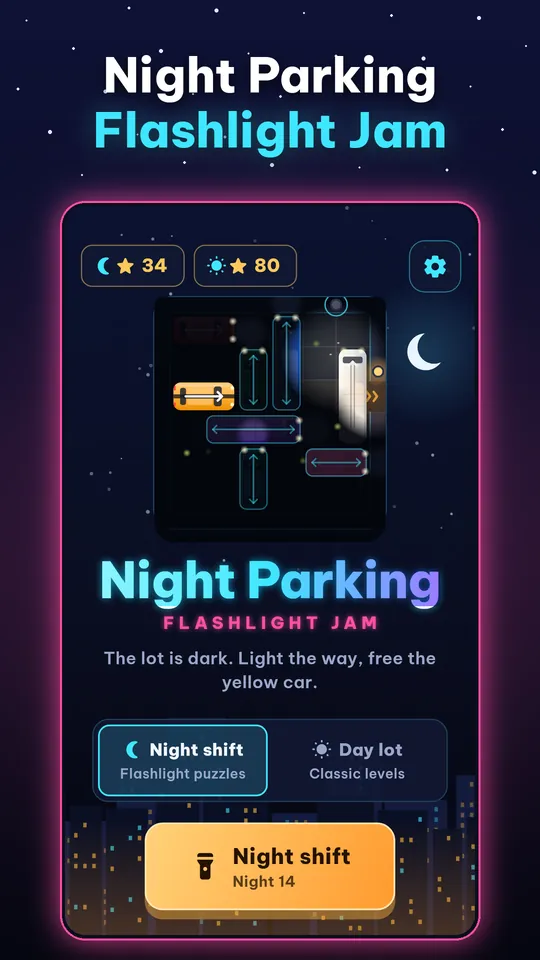 Night Parking
Flashlight Jam
34
80
Night Parking
FLASHLIGHT JAM
The lot is dark. Light the way, free the
yellow car.
Night shift
Flashlight puzzles
Day lot
Classic levels
Night shift
Night 14